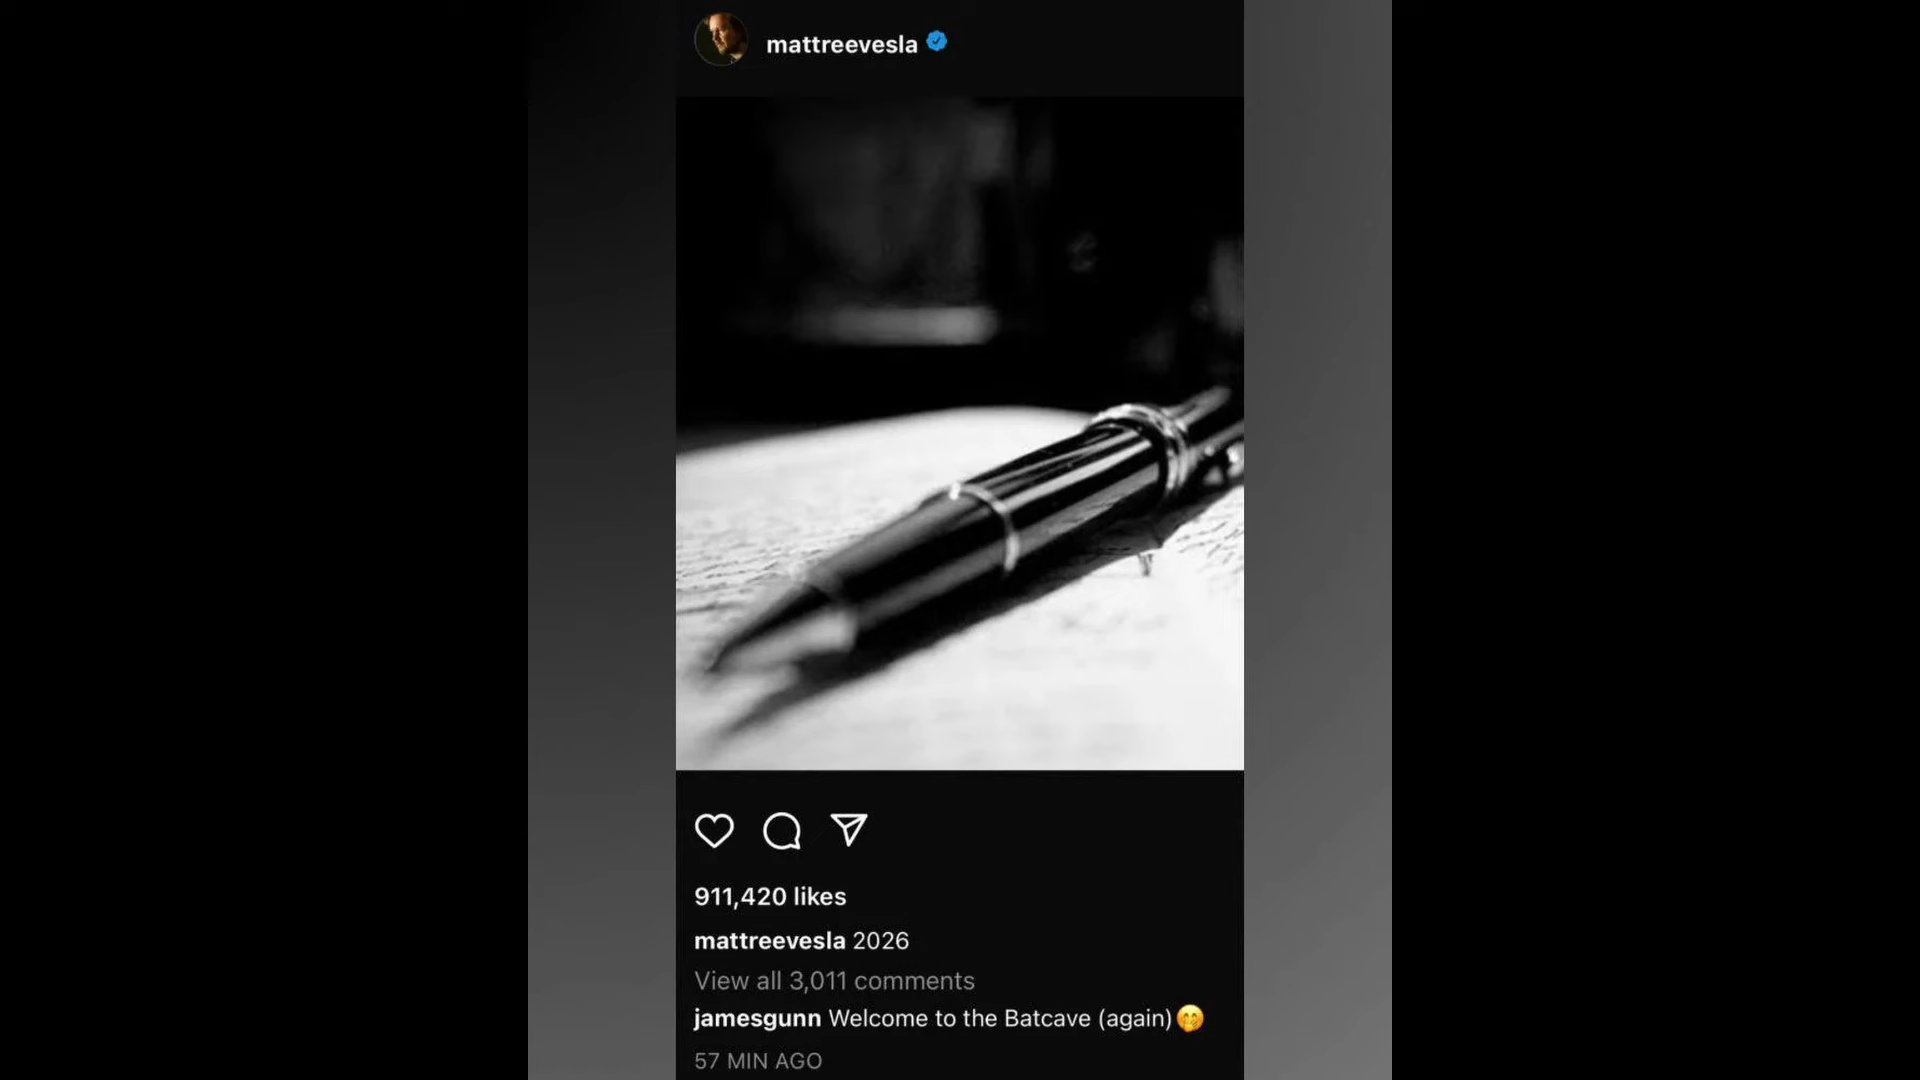 mattreevesla
911,420 likes
mattreevesla 2026
View all 3,011 comments
jamesgunn Welcome to the Batcave (again)🤭
57 MIN AGO